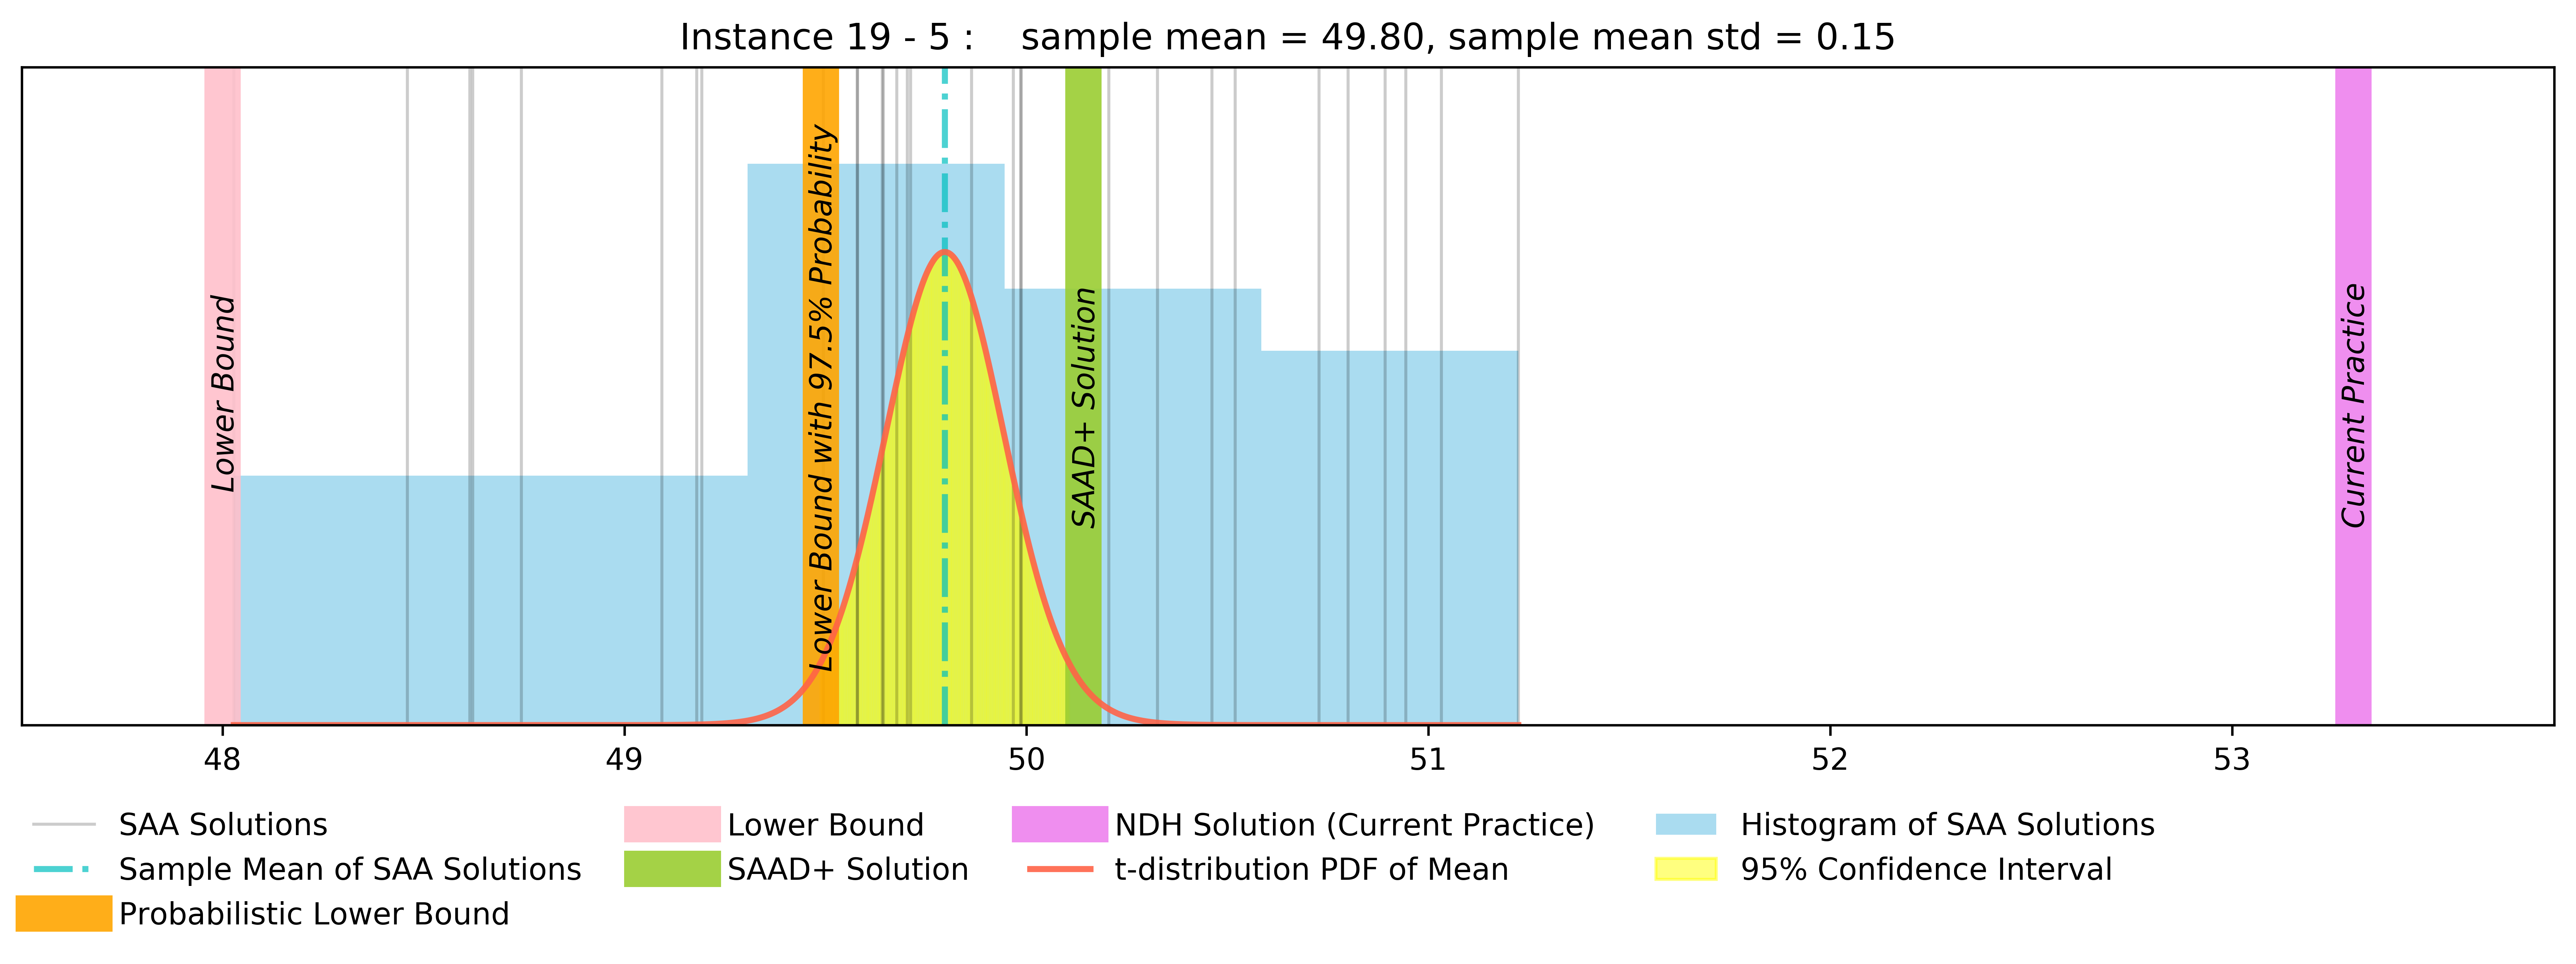 Instance 19 - 5 :    sample mean = 49.80, sample mean std = 0.15
Lower Bound
Lower Bound with 97.5% Probability
SAAD+ Solution
Current Practice
48 49 50 51 52 53
SAA Solutions
Sample Mean of SAA Solutions
Probabilistic Lower Bound
Lower Bound
SAAD+ Solution
NDH Solution (Current Practice)
t-distribution PDF of Mean
Histogram of SAA Solutions
95% Confidence Interval